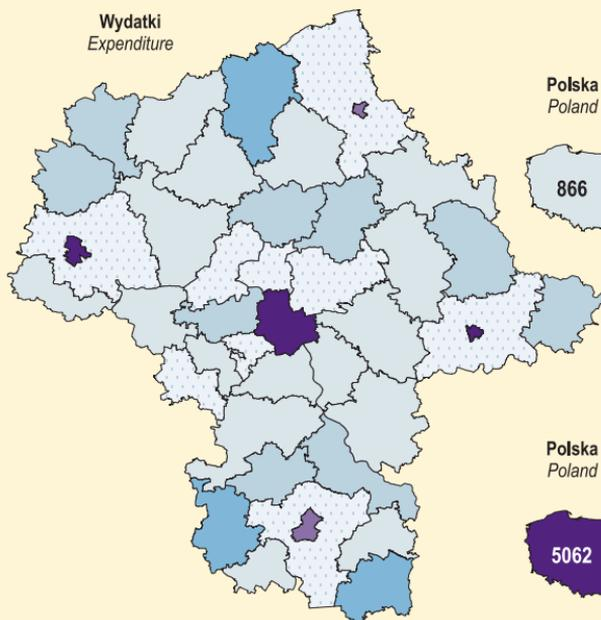 Wydatki
Expenditure
Polska
Poland
866
Polska
Poland
5062